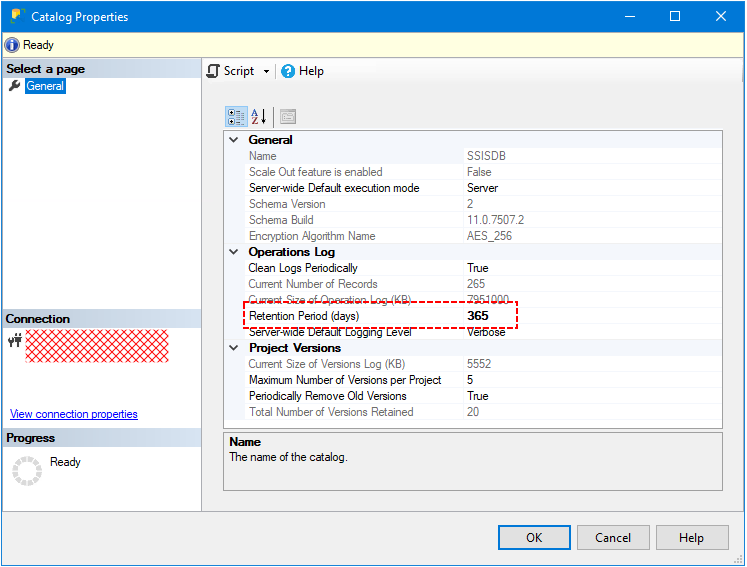 Catalog Properties
Ready
Select a page
General
Script
Help
A
Z
General
Name SSISDB
Scale Out feature is enabled False
Server-wide Default execution mode Server
Schema Version 2
Schema Build 11.0.7507.2
Encryption Algorithm Name AES_256
Operations Log
Clean Logs Periodically True
Current Number of Records 265
Current Size of Operation Log (KB) 7951000
Retention Period (days) 365
Server-wide Default Logging Level Verbose
Project Versions
Current Size of Versions Log (KB) 5552
Maximum Number of Versions per Project 5
Periodically Remove Old Versions True
Total Number of Versions Retained 20
Connection
View connection properties
Progress
Ready
Name
The name of the catalog.
OK
Cancel
Help